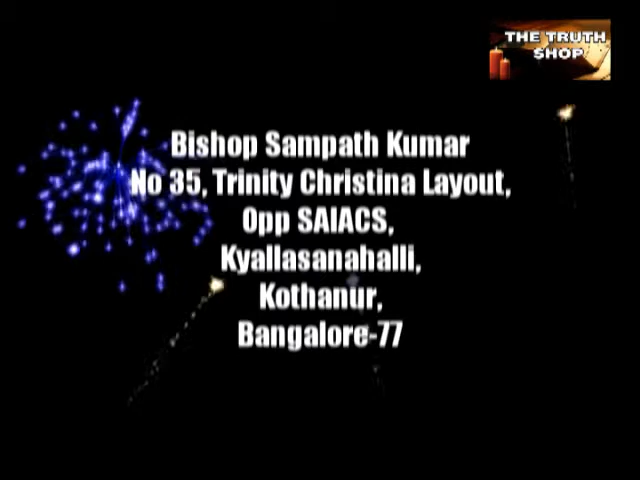 THE TRUTH
SHOP
Bishop Sampath Kumar
No 35, Trinity Christina Layout,
Opp SAIACS,
Kyallasanahalli,
Kothanur,
Bangalore-77